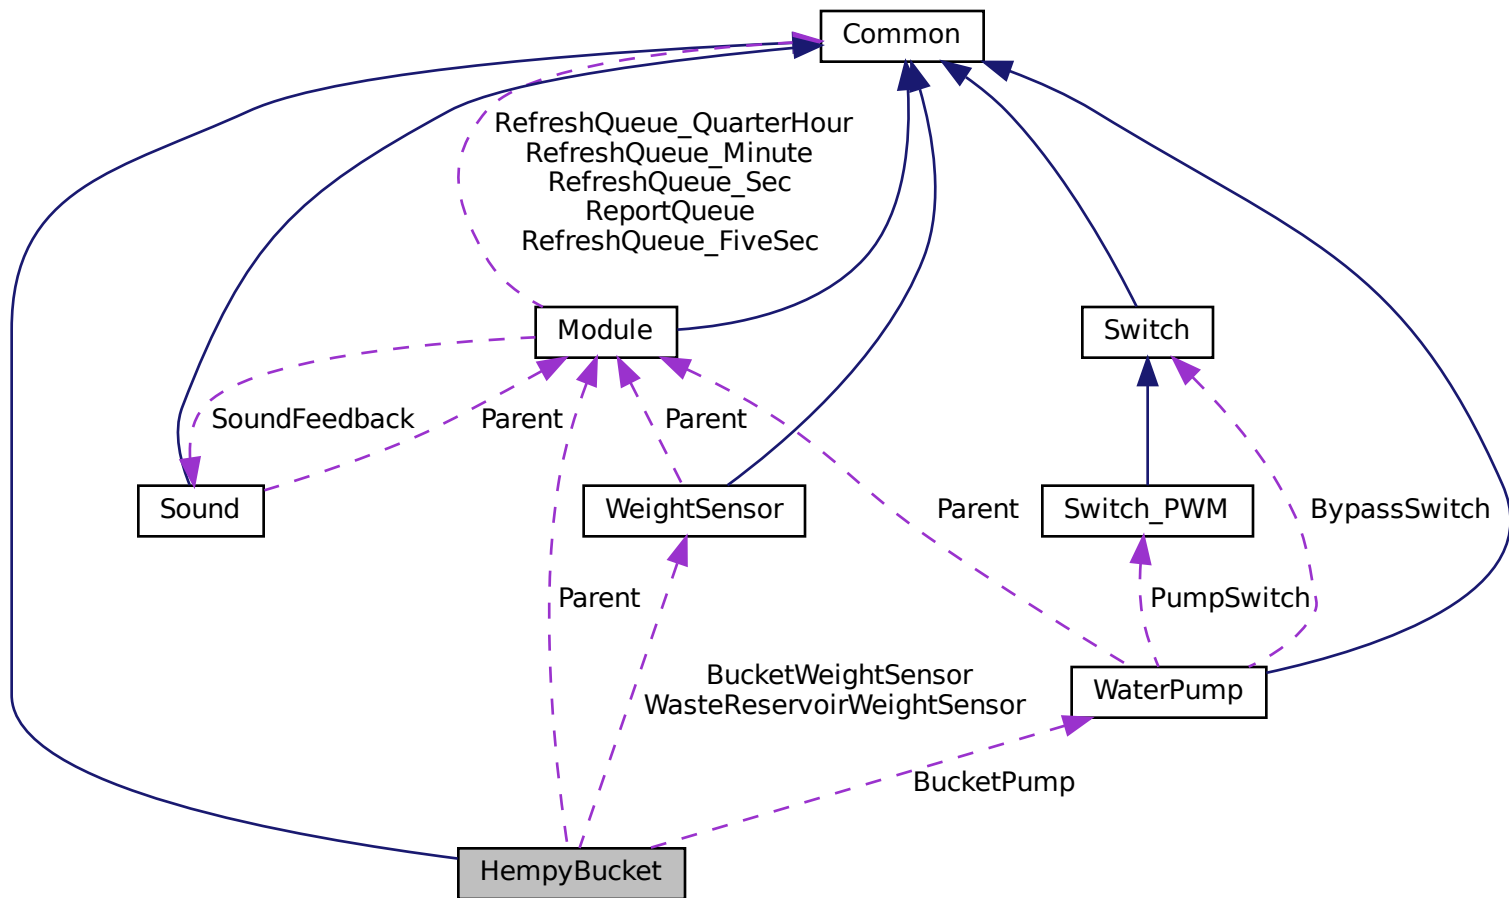 Common
RefreshQueue_QuarterHour
RefreshQueue_Minute
RefreshQueue_Sec
ReportQueue
RefreshQueue_FiveSec
Module
Switch
SoundFeedback
Parent
Parent
Sound
WeightSensor
Parent
Switch_PWM
BypassSwitch
Parent
PumpSwitch
BucketWeightSensor
WasteReservoirWeightSensor
WaterPump
BucketPump
HempyBucket